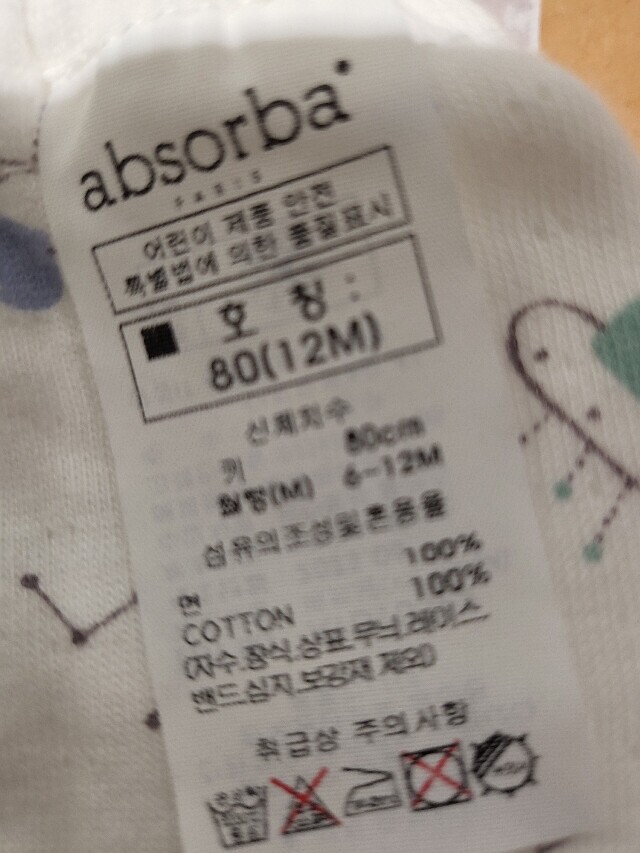 absorba
PARIS
어린이 제품 안전
특별법에 의한 품질표시
■ 호 칭 :
80(12M)
신체치수
키 80cm
월령(M) 6-12M
섬유의조성및혼용율
100%
면 100%
COTTON
(자수.장식.상표.무늬.레이스.
밴드.심지.보강재 제외)
취급상 주의사항